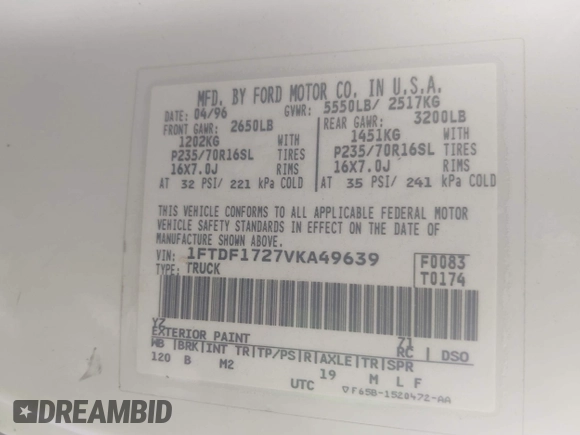 MFD. BY FORD MOTOR CO. IN U.S.A.
DATE: 04/96 GVWR: 5550LB/ 2517KG
FRONT GAWR: 2650LB REAR GAWR: 3200LB
1202KG WITH 1451KG WITH
P235/70R16SL TIRES P235/70R16SL TIRES
16X7.0J RIMS 16X7.0J RIMS
AT 32 PSI/ 221 kPa COLD AT 35 PSI/ 241 kPa COLD
THIS VEHICLE CONFORMS TO ALL APPLICABLE FEDERAL MOTOR
VEHICLE SAFETY STANDARDS IN EFFECT ON THE DATE OF
MANUFACTURE SHOWN ABOVE.
VIN: 1FTDF1727VKA49639 F0083
TYPE: TRUCK T0174
YZ 71
EXTERIOR PAINT RC | DSO
WB |BRK|INT TR|TP/PS|R|AXLE|TR|SPR
120 B M2 19 M L F
UTC ▽F65B-1520472-AA
DREAMBID